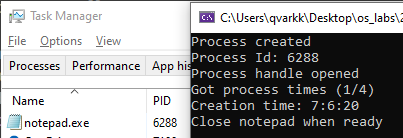 Task Manager
File Options View
Processes Performance App his
Name PID
notepad.exe 6288
C:\Users\qvarkk\Desktop\os_labs\2
Process created
Process Id: 6288
Process handle opened
Got process times (1/4)
Creation time: 7:6:20
Close notepad when ready